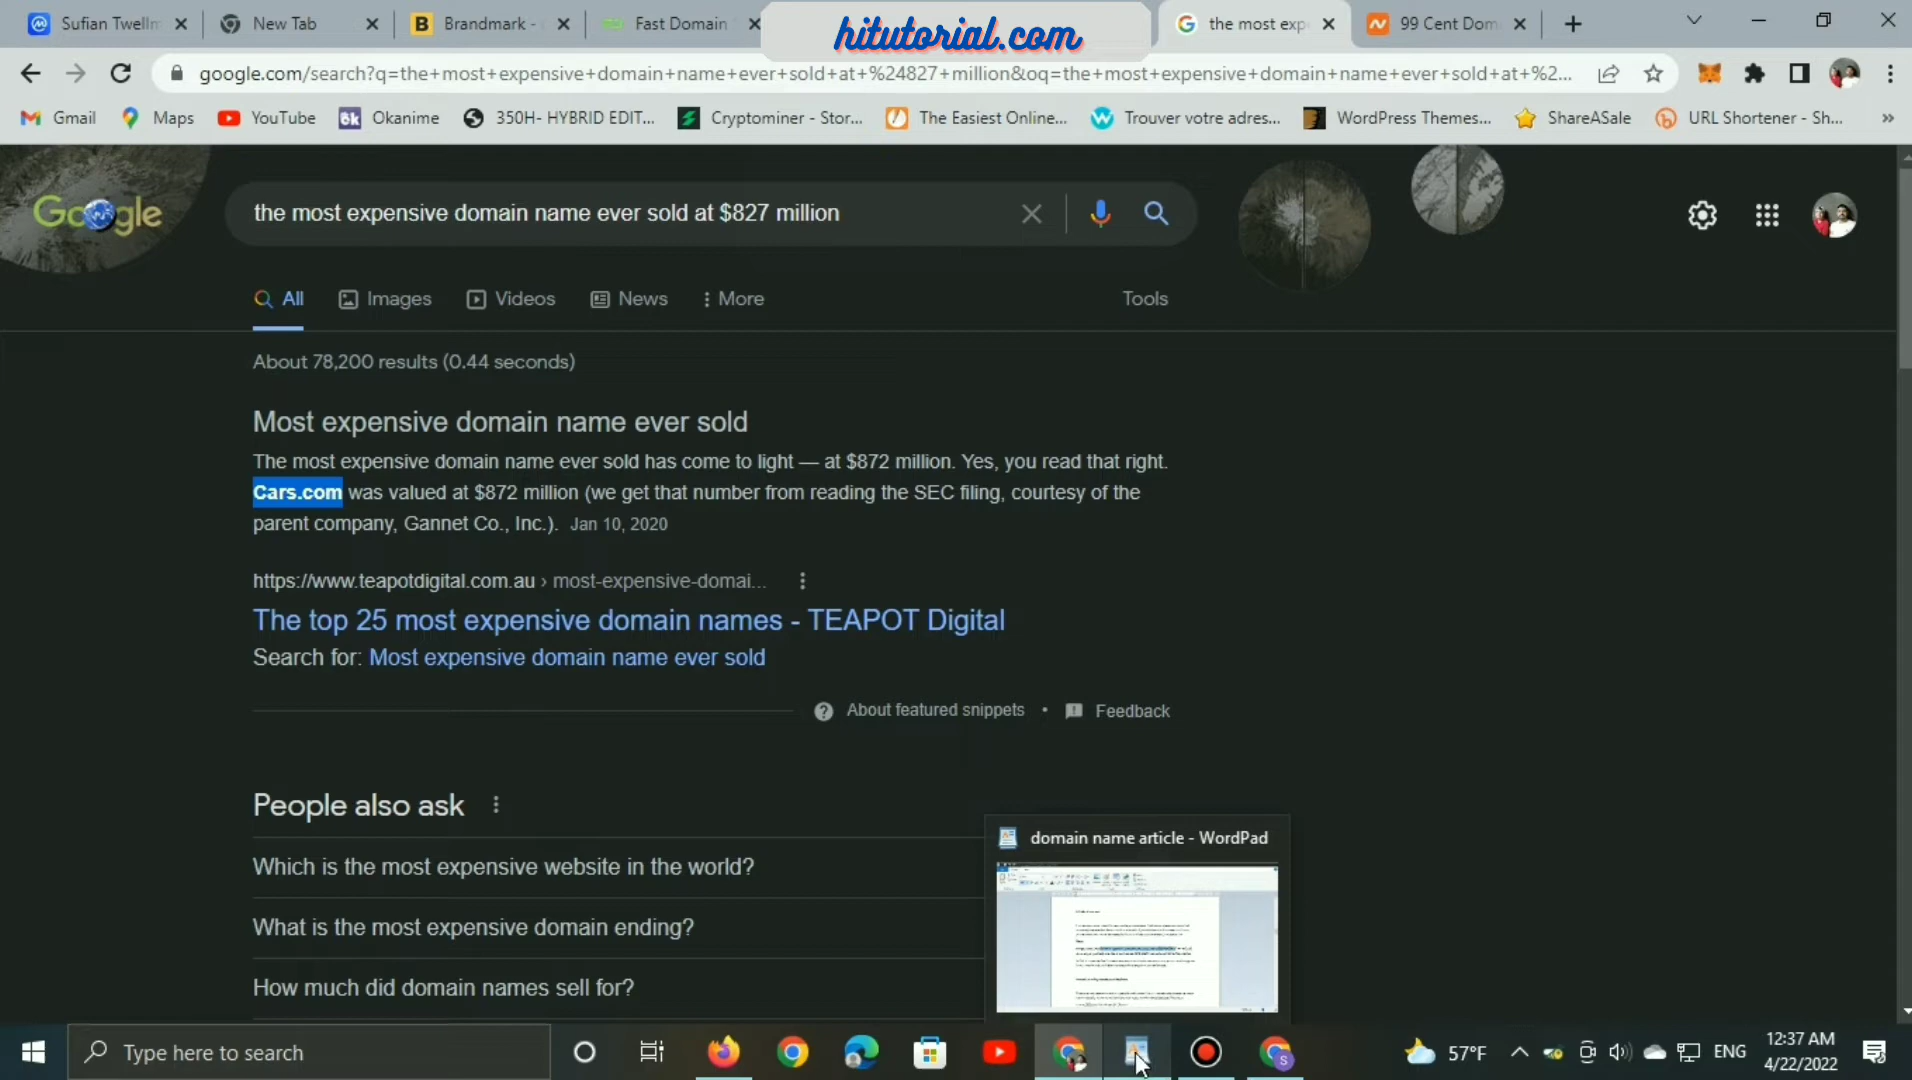 Sufian Twellm
New Tab
Brandmark -
Fast Domain
hitutorial.com
the most exp
99 Cent Dom
google.com/search?q=the+most+expensive+domain+name+ever+sold+at+%24827+million&oq=the+most+expensive+domain+name+ever+sold+at+%2...
Gmail
Maps
YouTube
Okanime
350H- HYBRID EDIT...
Cryptominer - Stor...
The Easiest Online...
Trouver votre adres...
WordPress Themes...
ShareASale
URL Shortener - Sh...
»
Google
the most expensive domain name ever sold at $827 million
All
Images
Videos
News
More
Tools
About 78,200 results (0.44 seconds)
Most expensive domain name ever sold
The most expensive domain name ever sold has come to light — at $872 million. Yes, you read that right.
Cars.com was valued at $872 million (we get that number from reading the SEC filing, courtesy of the
parent company, Gannet Co., Inc.). Jan 10, 2020
https://www.teapotdigital.com.au › most-expensive-domai...
The top 25 most expensive domain names - TEAPOT Digital
Search for: Most expensive domain name ever sold
About featured snippets • Feedback
People also ask
Which is the most expensive website in the world?
What is the most expensive domain ending?
How much did domain names sell for?
domain name article - WordPad
Type here to search
57°F
ENG
12:37 AM
4/22/2022